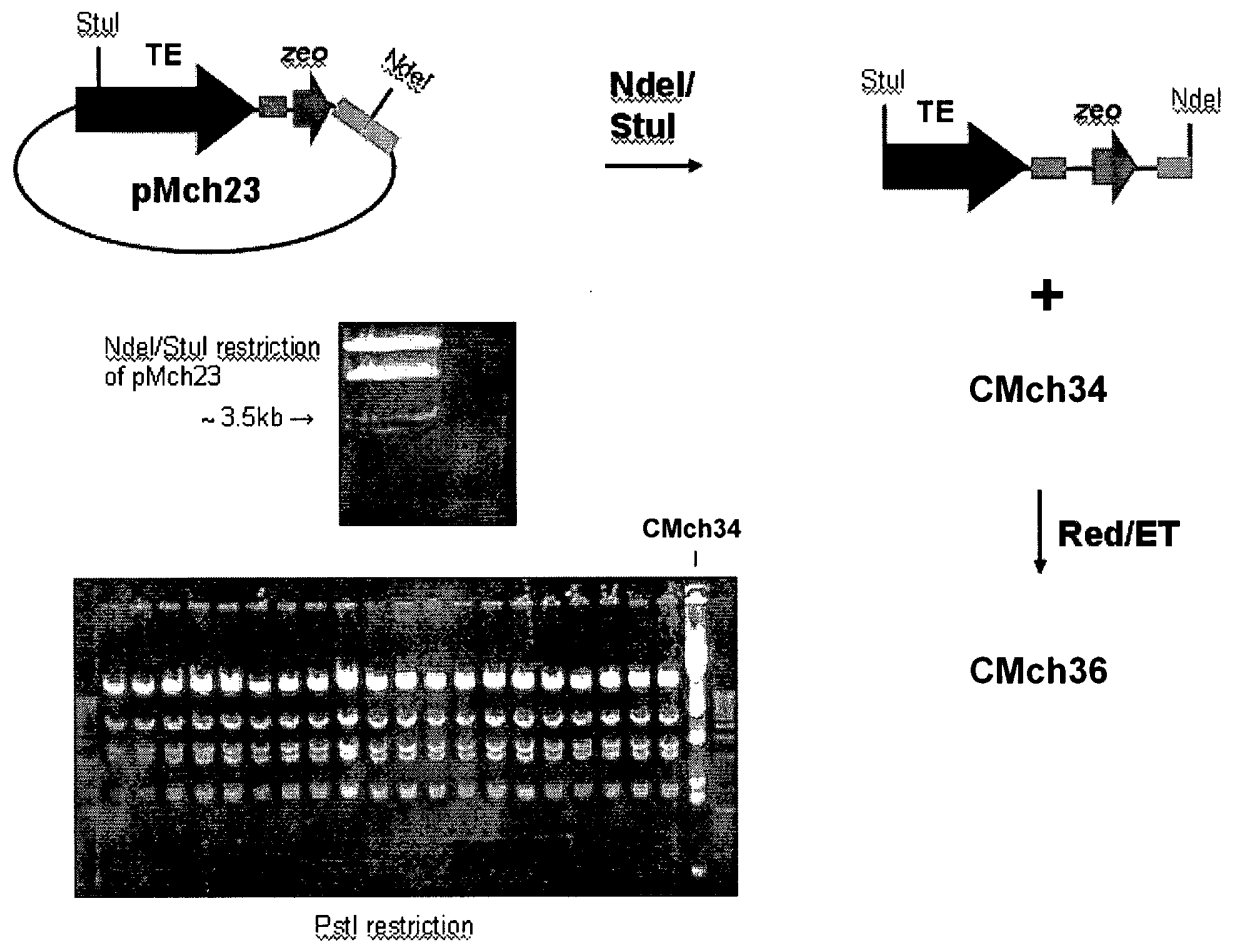 StuI
TE
zeo
NdeI
pMch23
NdeI/
StuI
StuI
TE
zeo
NdeI
+
CMch34
Red/ET
CMch36
NdeI/StuI restriction
of pMch23
~ 3.5kb →
CMch34
PstI restriction